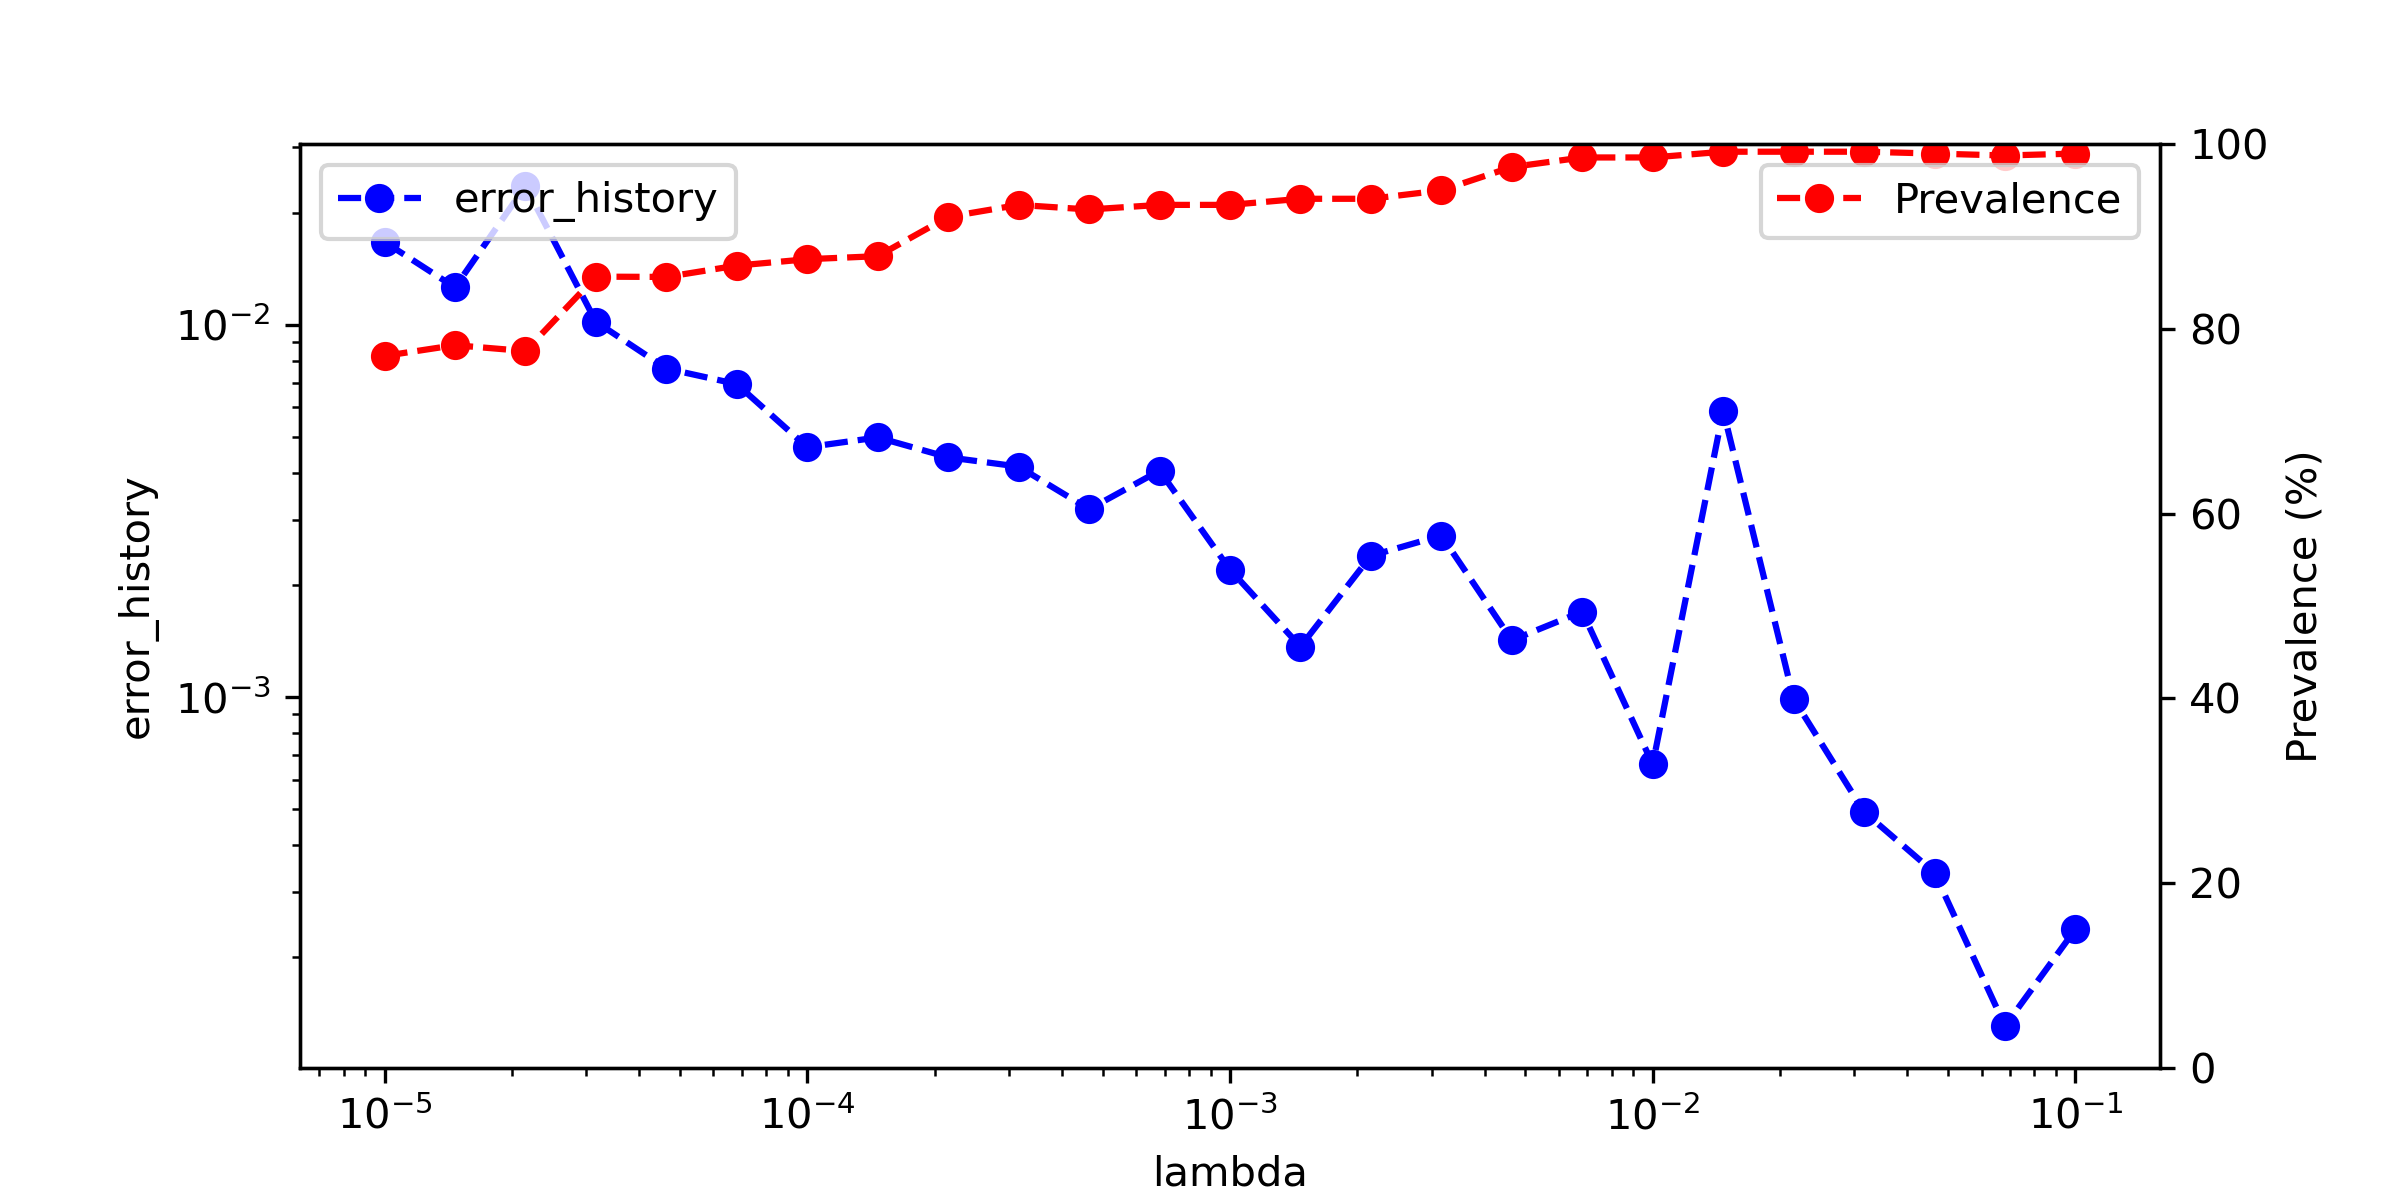 error_history
Prevalence
10⁻²
10⁻³
error_history
100
80
60
40
20
0
Prevalence (%)
10⁻⁵
10⁻⁴
10⁻³
10⁻²
10⁻¹
lambda